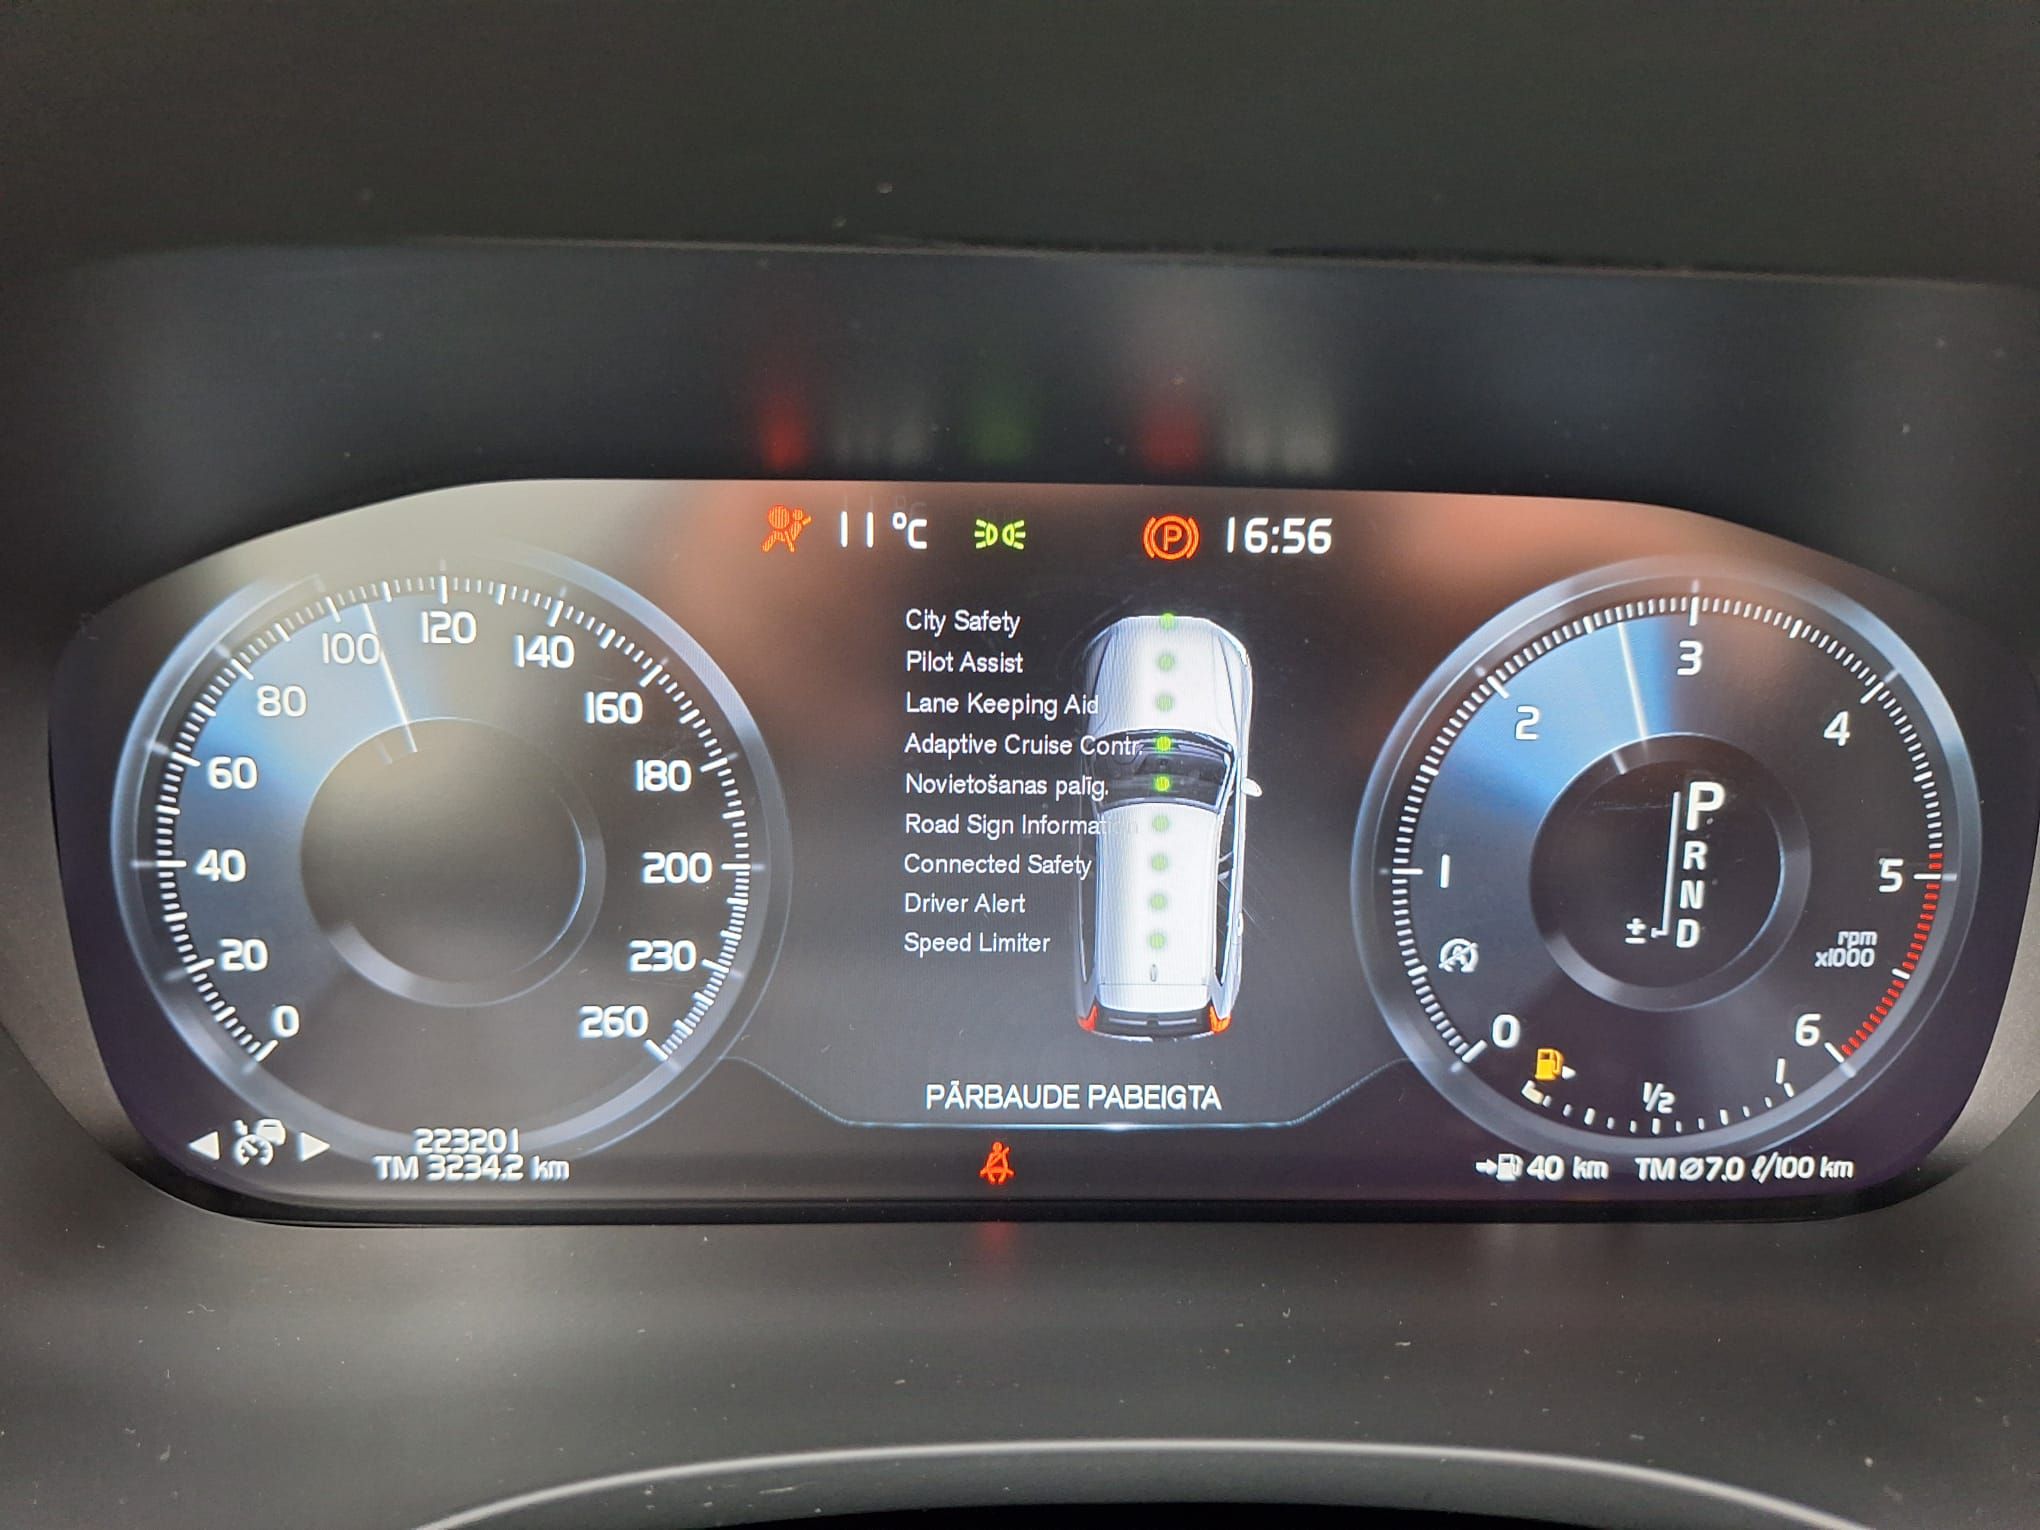 11°C
16:56
City Safety
Pilot Assist
Lane Keeping Aid
Adaptive Cruise Contr.
Novietošanas palīg.
Road Sign Information
Connected Safety
Driver Alert
Speed Limiter
PĀRBAUDE PABEIGTA
0
20
40
60
80
100
120
140
160
180
200
230
260
223201
TM 3234.2 km
0
1
2
3
4
5
6
rpm
x1000
P
R
N
± D
1/2
1
40 km TM Ø7.0 ℓ/100 km